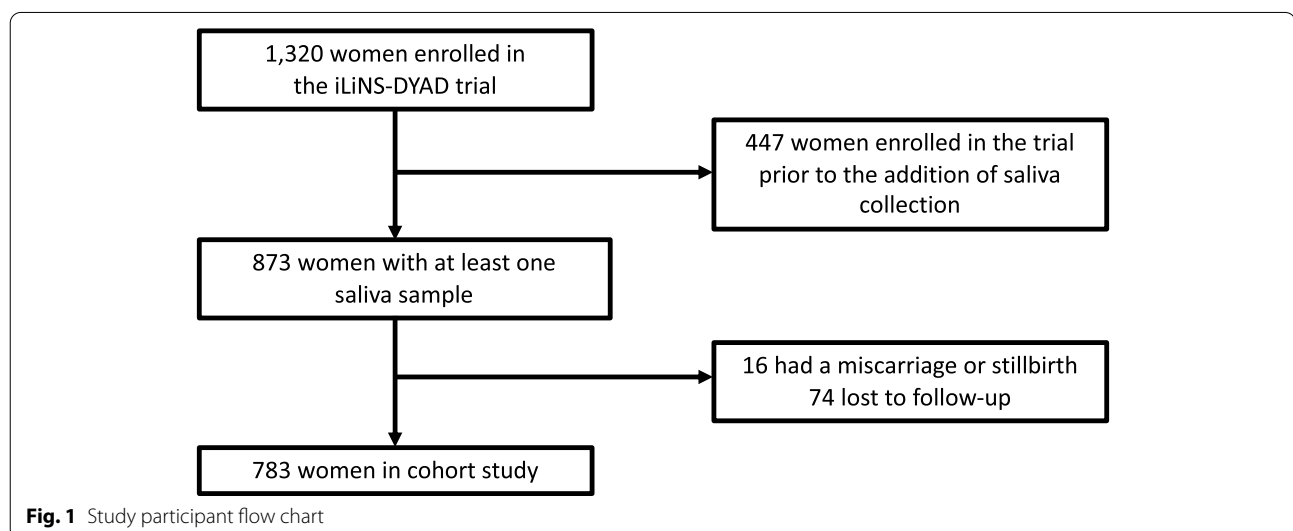 1,320 women enrolled in
the iLiNS-DYAD trial
447 women enrolled in the trial
prior to the addition of saliva
collection
873 women with at least one
saliva sample
16 had a miscarriage or stillbirth
74 lost to follow-up
783 women in cohort study
Fig. 1 Study participant flow chart